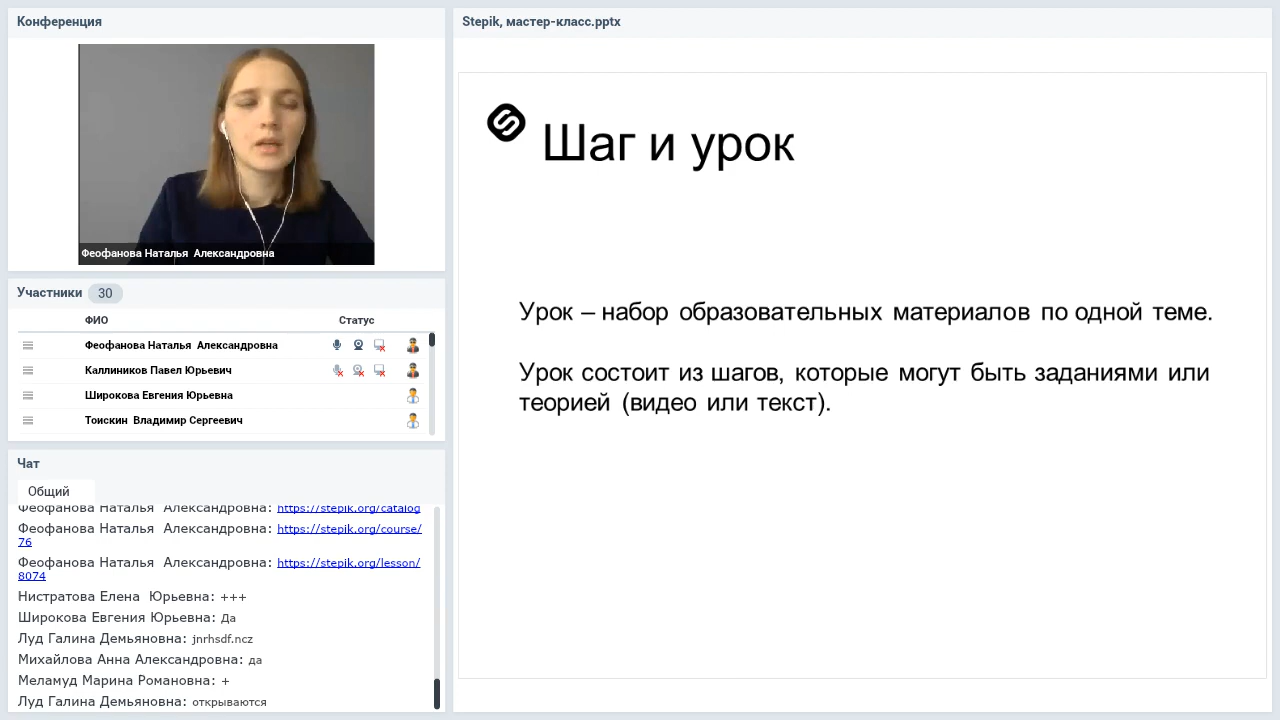 Конференция
Феофанова Наталья Александровна
Участники 30
ФИО Статус
Феофанова Наталья Александровна
Каллиников Павел Юрьевич
Широкова Евгения Юрьевна
Тоискин Владимир Сергеевич
Чат
Общий
Феофанова Наталья Александровна: https://stepik.org/catalog
Феофанова Наталья Александровна: https://stepik.org/course/
76
Феофанова Наталья Александровна: https://stepik.org/lesson/
8074
Нистратова Елена Юрьевна: +++
Широкова Евгения Юрьевна: Да
Луд Галина Демьяновна: jnrhsdf.ncz
Михайлова Анна Александровна: да
Меламуд Марина Романовна: +
Луд Галина Демьяновна: открываются
Stepik, мастер-класс.pptx
Шаг и урок
Урок – набор образовательных материалов по одной теме.
Урок состоит из шагов, которые могут быть заданиями или
теорией (видео или текст).